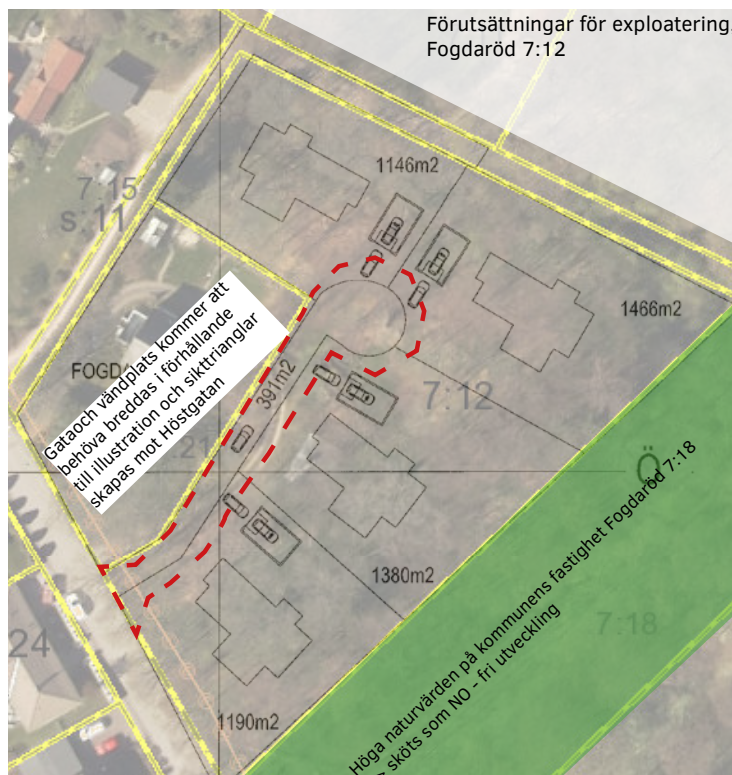 Förutsättningar för exploatering.
Fogdaröd 7:12
1146m2
7:15
s:11
1466m2
Gataoch vändplats kommer att
behöva breddas i förhållande
till illustration och sikttrianglar
skapas mot Höstgatan
FOGDA
391m2
7:12
:21
Ö
Höga naturvärden på kommunens fastighet Fogdaröd 7:18
- sköts som NO - fri utveckling
1380m2
7:18
24
1190m2